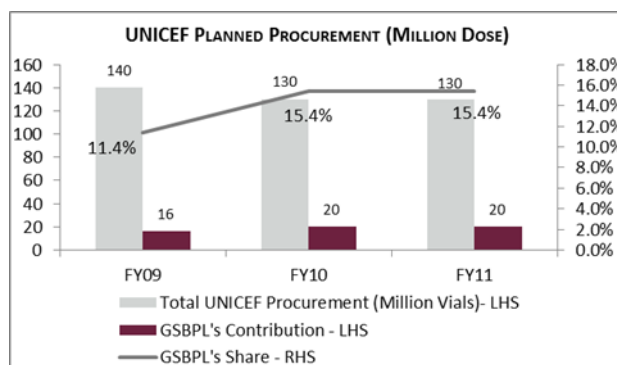 UNICEF PLANNED PROCUREMENT (MILLION DOSE)
160 140 130 130 18.0%
140 16.0%
120 15.4% 15.4% 14.0%
100 11.4% 12.0%
80 10.0%
60 8.0%
40 16 20 20 6.0%
20 4.0%
0 2.0%
0.0%
FY09 FY10 FY11
Total UNICEF Procurement (Million Vials)- LHS
GSBPL's Contribution - LHS
GSBPL's Share - RHS